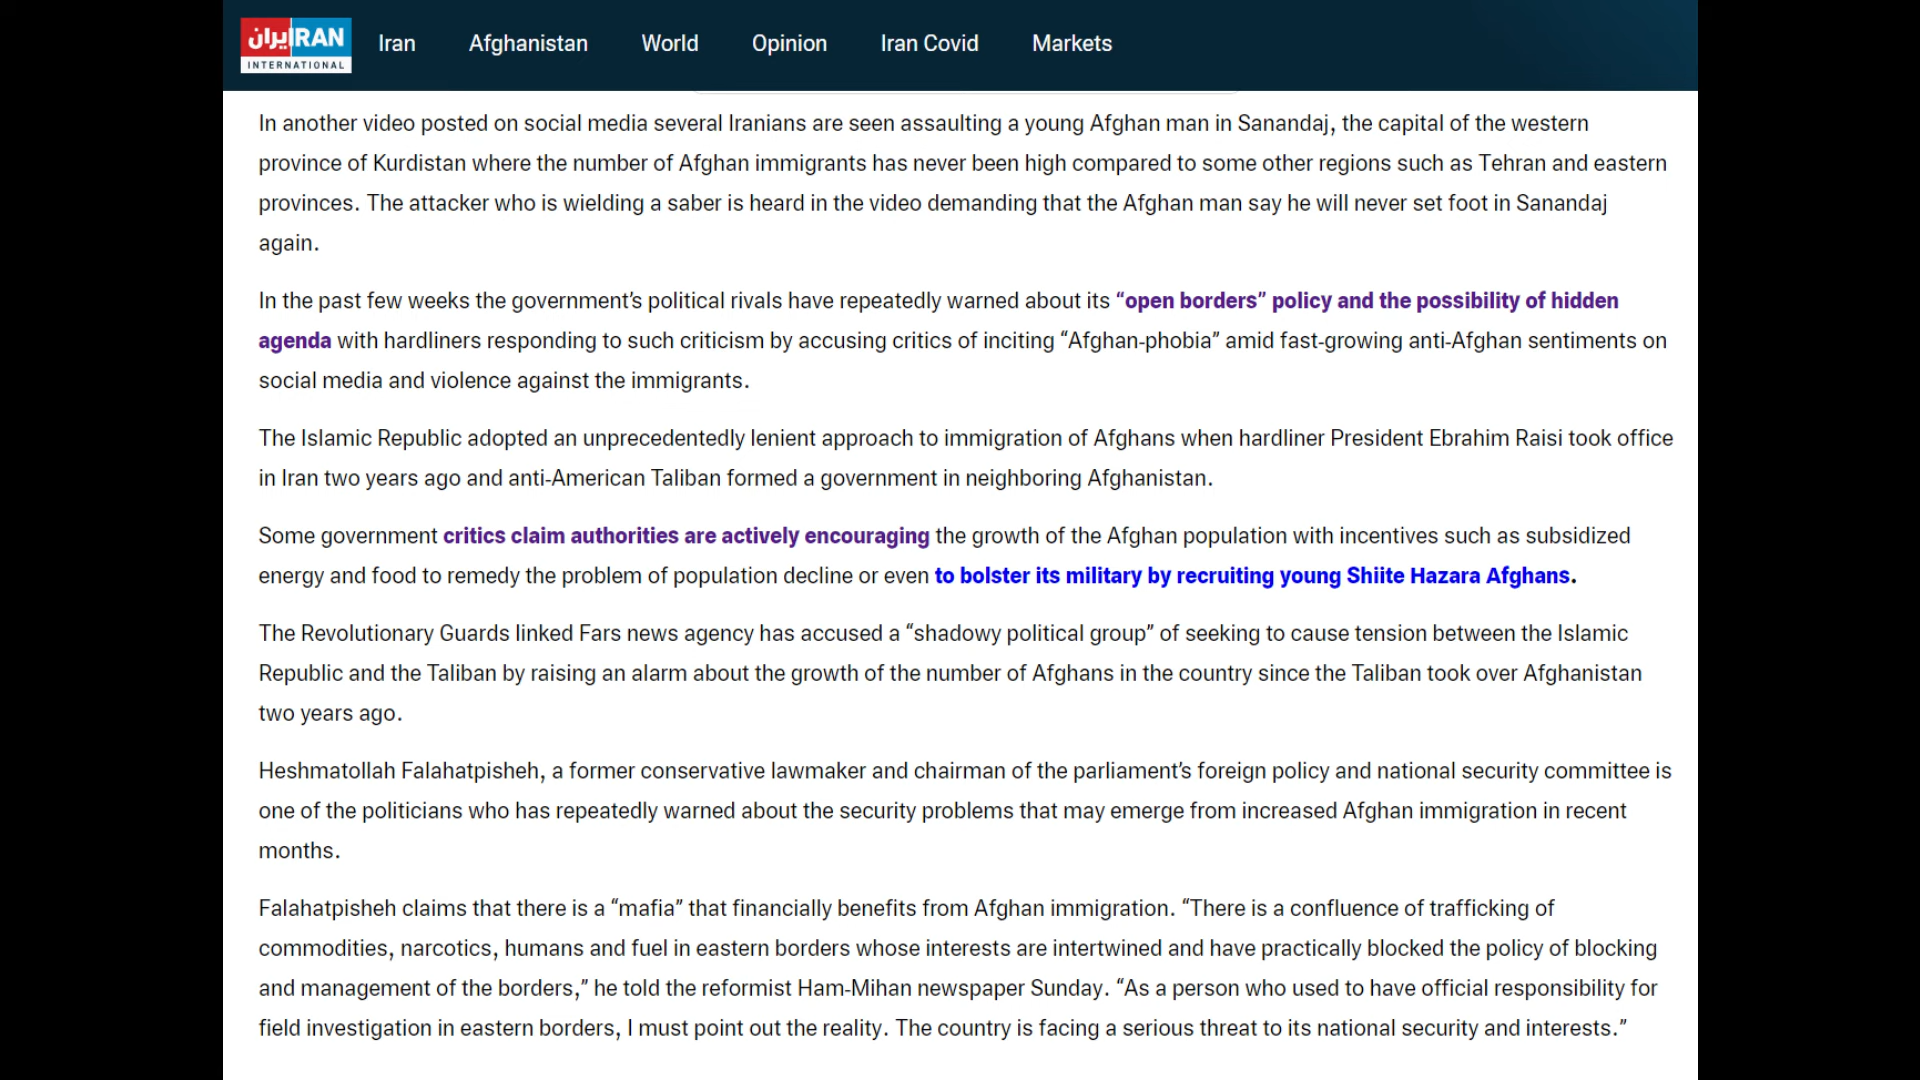 ایران IRAN
INTERNATIONAL
Iran Afghanistan World Opinion Iran Covid Markets
In another video posted on social media several Iranians are seen assaulting a young Afghan man in Sanandaj, the capital of the western
province of Kurdistan where the number of Afghan immigrants has never been high compared to some other regions such as Tehran and eastern
provinces. The attacker who is wielding a saber is heard in the video demanding that the Afghan man say he will never set foot in Sanandaj
again.
In the past few weeks the government’s political rivals have repeatedly warned about its “open borders” policy and the possibility of hidden
agenda with hardliners responding to such criticism by accusing critics of inciting “Afghan-phobia” amid fast-growing anti-Afghan sentiments on
social media and violence against the immigrants.
The Islamic Republic adopted an unprecedentedly lenient approach to immigration of Afghans when hardliner President Ebrahim Raisi took office
in Iran two years ago and anti-American Taliban formed a government in neighboring Afghanistan.
Some government critics claim authorities are actively encouraging the growth of the Afghan population with incentives such as subsidized
energy and food to remedy the problem of population decline or even to bolster its military by recruiting young Shiite Hazara Afghans.
The Revolutionary Guards linked Fars news agency has accused a “shadowy political group” of seeking to cause tension between the Islamic
Republic and the Taliban by raising an alarm about the growth of the number of Afghans in the country since the Taliban took over Afghanistan
two years ago.
Heshmatollah Falahatpisheh, a former conservative lawmaker and chairman of the parliament’s foreign policy and national security committee is
one of the politicians who has repeatedly warned about the security problems that may emerge from increased Afghan immigration in recent
months.
Falahatpisheh claims that there is a “mafia” that financially benefits from Afghan immigration. “There is a confluence of trafficking of
commodities, narcotics, humans and fuel in eastern borders whose interests are intertwined and have practically blocked the policy of blocking
and management of the borders,” he told the reformist Ham-Mihan newspaper Sunday. “As a person who used to have official responsibility for
field investigation in eastern borders, I must point out the reality. The country is facing a serious threat to its national security and interests.”